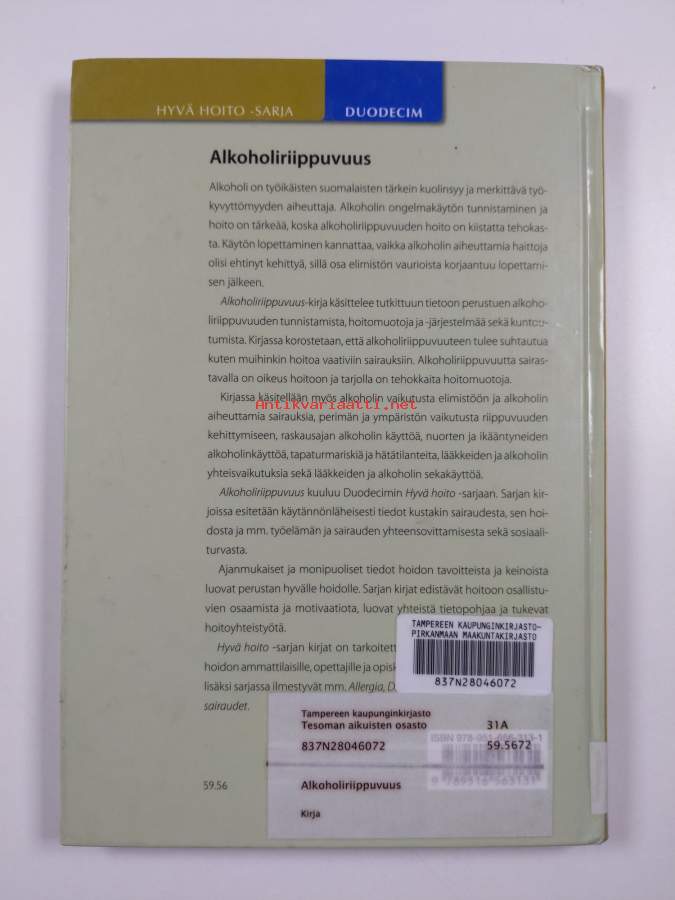 HYVÄ HOITO -SARJA DUODECIM
Alkoholiriippuvuus
Alkoholi on työikäisten suomalaisten tärkein kuolinsyy ja merkittävä työ-
kyvyttömyyden aiheuttaja. Alkoholin ongelmakäytön tunnistaminen ja
hoito on tärkeää, koska alkoholiriippuvuuden hoito on kiistatta tehokas-
ta. Käytön lopettaminen kannattaa, vaikka alkoholin aiheuttamia haittoja
olisi ehtinyt kehittyä, sillä osa elimistön vaurioista korjaantuu lopettami-
sen jälkeen.
Alkoholiriippuvuus-kirja käsittelee tutkittuun tietoon perustuen alkoho-
liriippuvuuden tunnistamista, hoitomuotoja ja -järjestelmää sekä kuntou-
tumista. Kirjassa korostetaan, että alkoholiriippuvuuteen tulee suhtautua
kuten muihinkin hoitoa vaativiin sairauksiin. Alkoholiriippuvuutta sairas-
tavalla on oikeus hoitoon ja tarjolla on tehokkaita hoitomuotoja.
Kirjassa käsitellään myös alkoholin vaikutusta elimistöön ja alkoholin
Antikvariaatti.net
aiheuttamia sairauksia, perimän ja ympäristön vaikutusta riippuvuuden
kehittymiseen, raskausajan alkoholin käyttöä, nuorten ja ikääntyneiden
alkoholinkäyttöä, tapaturmariskiä ja hätätilanteita, lääkkeiden ja alkoholin
yhteisvaikutuksia sekä lääkkeiden ja alkoholin sekakäyttöä.
Alkoholiriippuvuus kuuluu Duodecimin Hyvä hoito -sarjaan. Sarjan kir-
joissa esitetään käytännönläheisesti tiedot kustakin sairaudesta, sen hoi-
dosta ja mm. työelämän ja sairauden yhteensovittamisesta sekä sosiaali-
turvasta.
Ajanmukaiset ja monipuoliset tiedot hoidon tavoitteista ja keinoista
luovat perustan hyvälle hoidolle. Sarjan kirjat edistävät hoitoon osallistu-
vien osaamista ja motivaatiota, luovat yhteistä tietopohjaa ja tukevat
hoitoyhteistyötä.
Hyvä hoito -sarjan kirjat on tarkoitett
hoidon ammattilaisille, opettajille ja opisk
lisäksi sarjassa ilmestyvät mm. Allergia, D
sairaudet.
TAMPEREEN KAUPUNGINKIRJASTO-
PIRKANMAAN MAAKUNTAKIRJASTO
837N28046072
Tampereen kaupunginkirjasto
Tesoman aikuisten osasto 31A
837N28046072 59.5672
ISBN 978-951-656-313-1
9 789516 563131
59.56 Alkoholiriippuvuus
Kirja